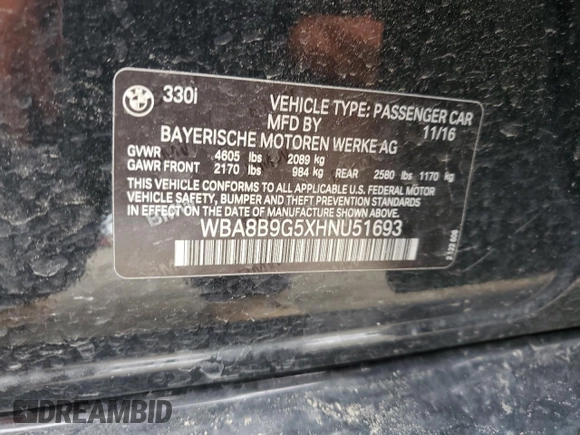 330i
VEHICLE TYPE: PASSENGER CAR
MFD BY 11/16
BAYERISCHE MOTOREN WERKE AG
GVWR 4605 lbs 2089 kg
GAWR FRONT 2170 lbs 984 kg REAR 2580 lbs 1170 kg
THIS VEHICLE CONFORMS TO ALL APPLICABLE U.S. FEDERAL MOTOR
VEHICLE SAFETY, BUMPER AND THEFT PREVENTION STANDARDS
IN EFFECT ON THE DATE OF MANUFACTURE SHOWN ABOVE.
WBA8B9G5XHNU51693
DREAMBID